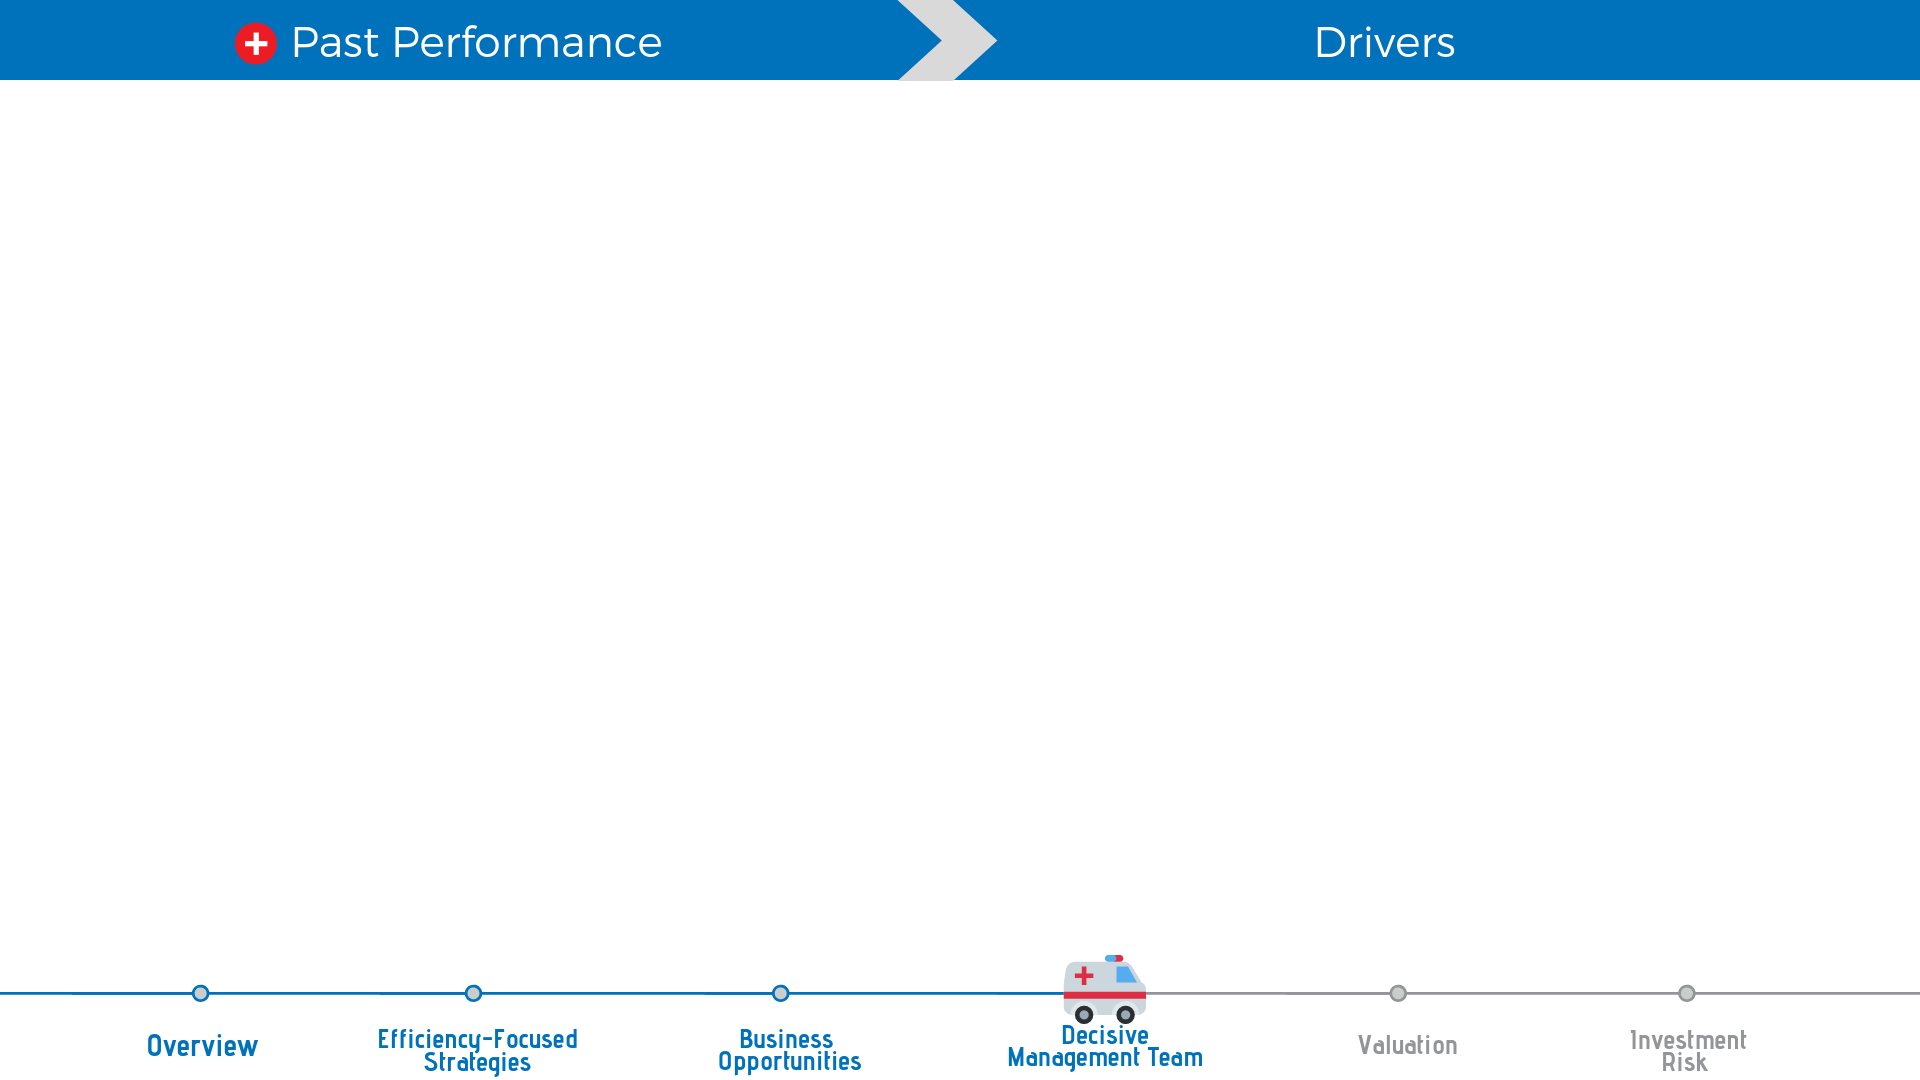 Past Performance
Drivers
Overview
Efficiency-Focused
Strategies
Business
Opportunities
Decisive
Management Team
Valuation
Investment
Risk